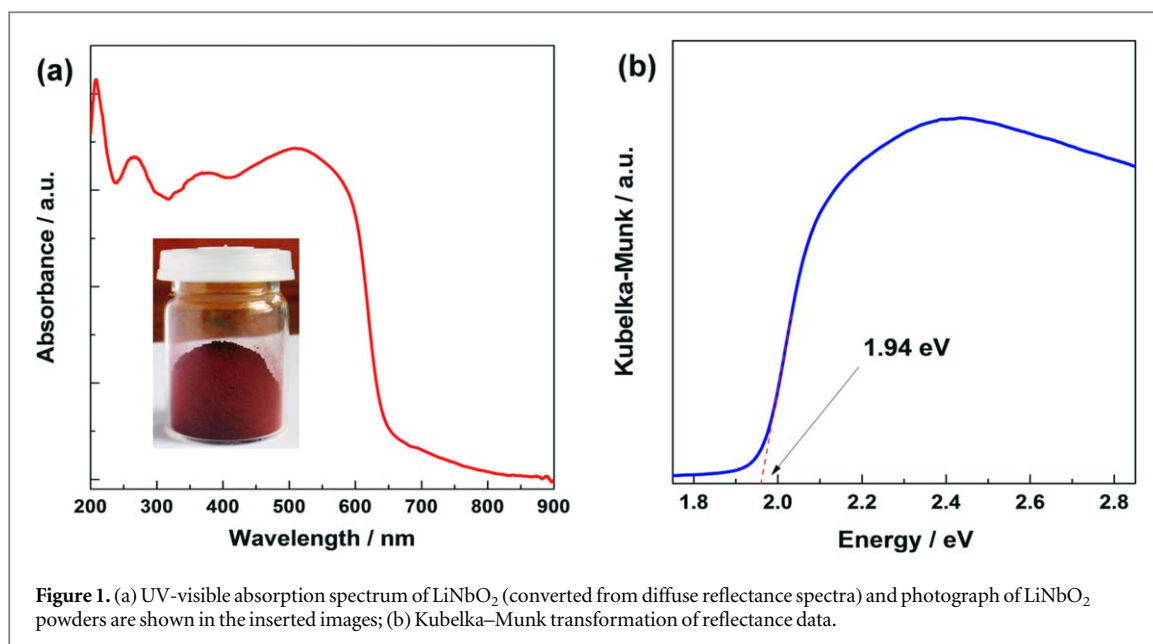 (a)
Absorbance / a.u.
200 300 400 500 600 700 800 900
Wavelength / nm
(b)
Kubelka-Munk / a.u.
1.94 eV
1.8 2.0 2.2 2.4 2.6 2.8
Energy / eV
Figure 1. (a) UV-visible absorption spectrum of LiNbO₂ (converted from diffuse reflectance spectra) and photograph of LiNbO₂
powders are shown in the inserted images; (b) Kubelka–Munk transformation of reflectance data.